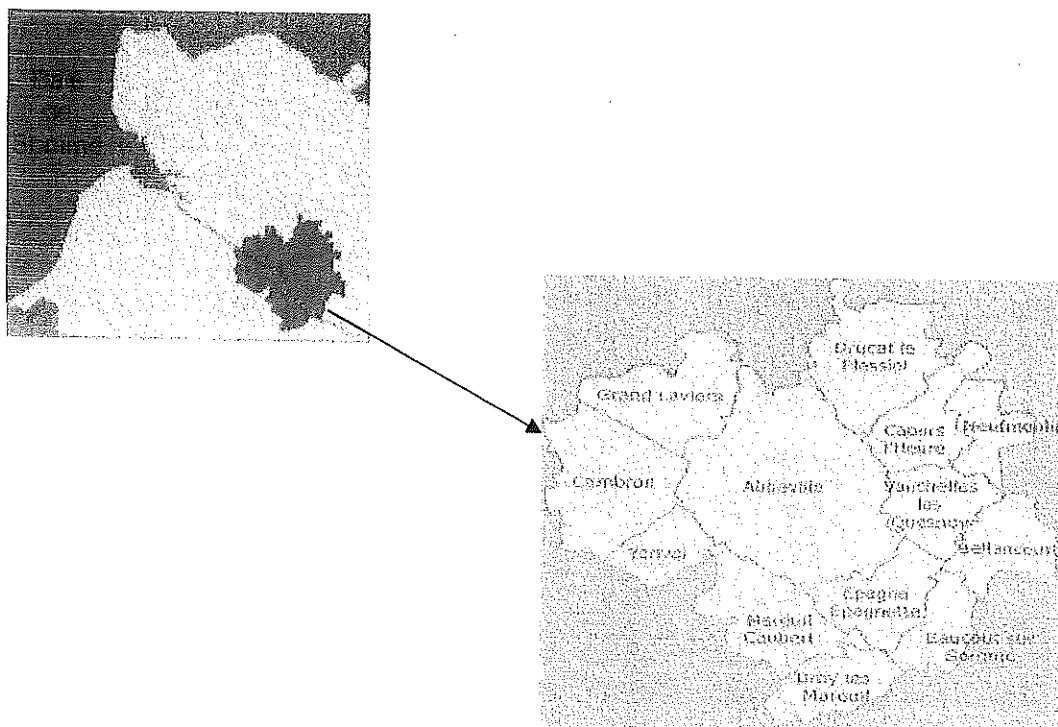 Drucat le
Plessiel
Grand Laviers
Caours
l'Heure
Neufmoulin
Cambron
Abbeville
Vauchelles
les
Quesnoy
Bellancourt
Yonval
Epagne
Epagnette
Mareuil
Caubert
Eaucourt sur
Somme
Bray les
Mareuil